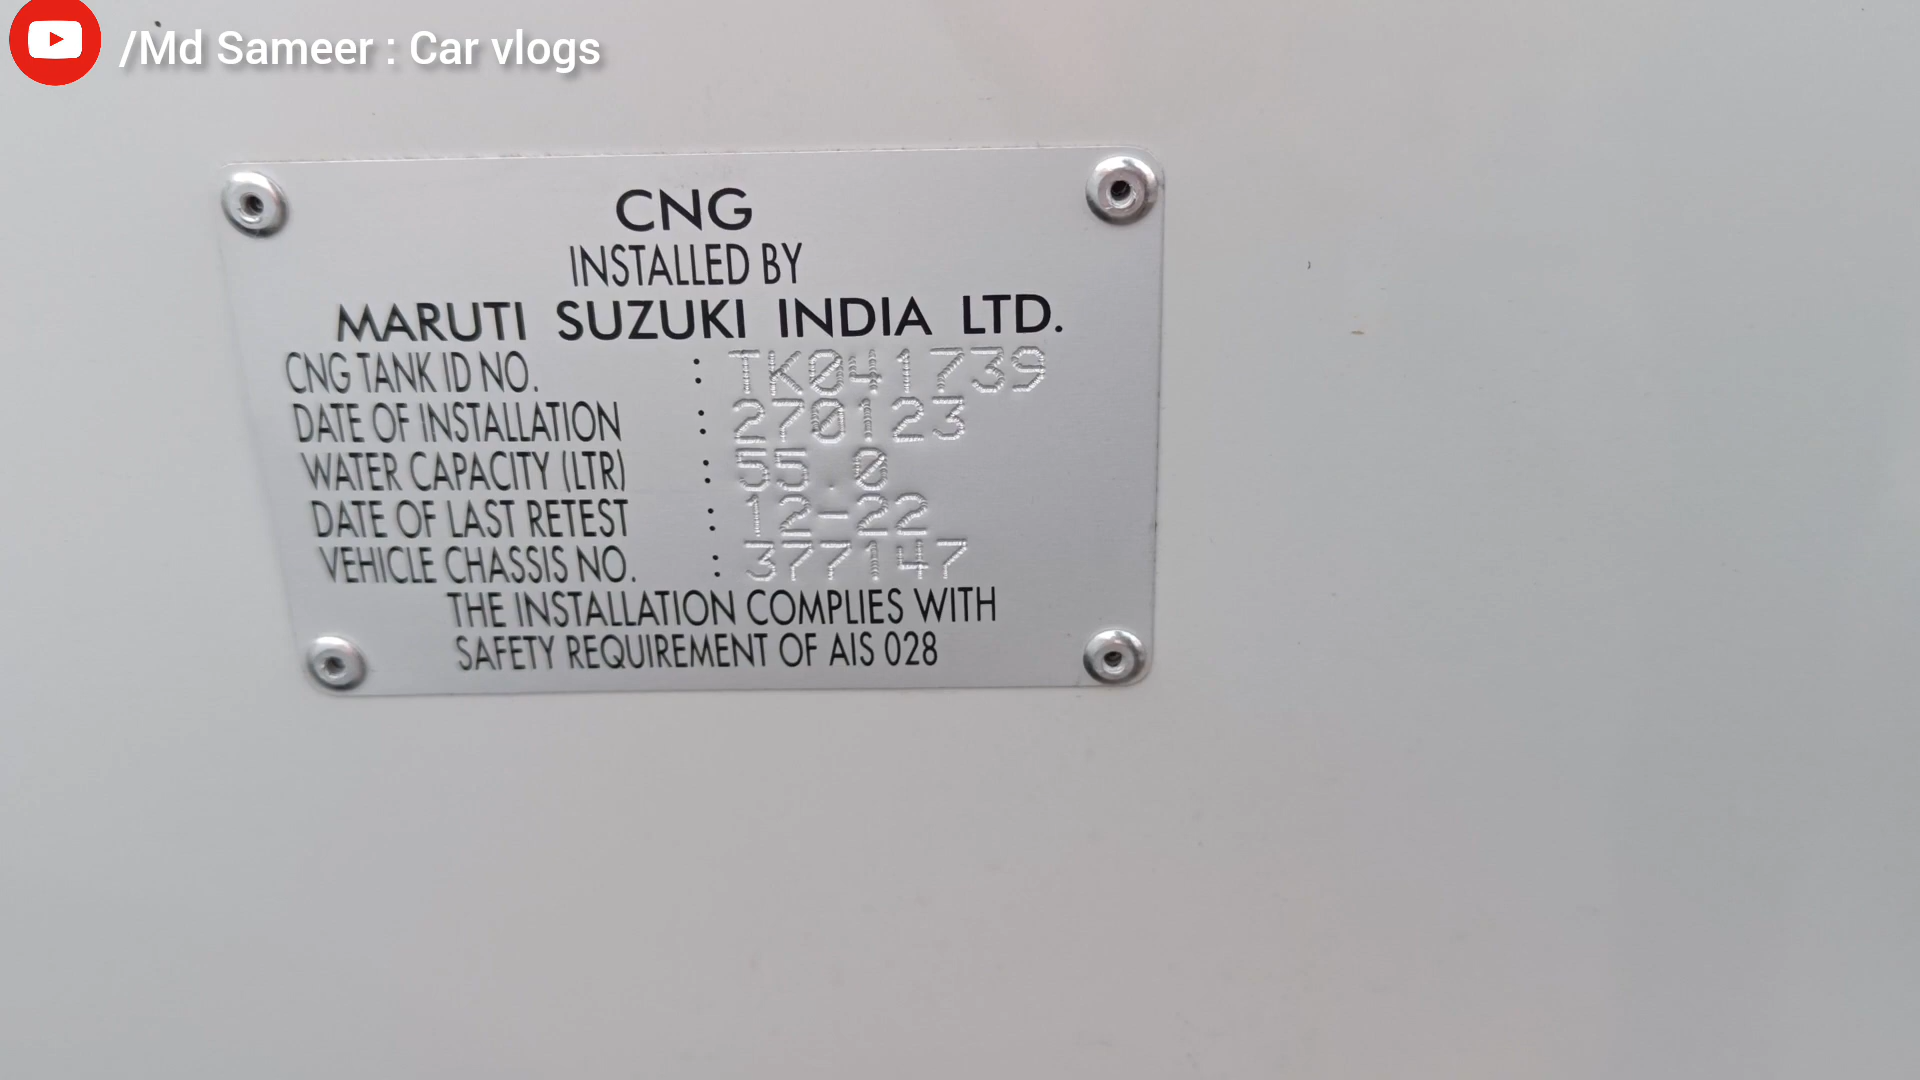 /Md Sameer : Car vlogs
CNG
INSTALLED BY
MARUTI SUZUKI INDIA LTD.
CNG TANK ID NO. : TK041739
DATE OF INSTALLATION : 270123
WATER CAPACITY (LTR) : 55.0
DATE OF LAST RETEST : 12-22
VEHICLE CHASSIS NO. : 377147
THE INSTALLATION COMPLIES WITH
SAFETY REQUIREMENT OF AIS 028